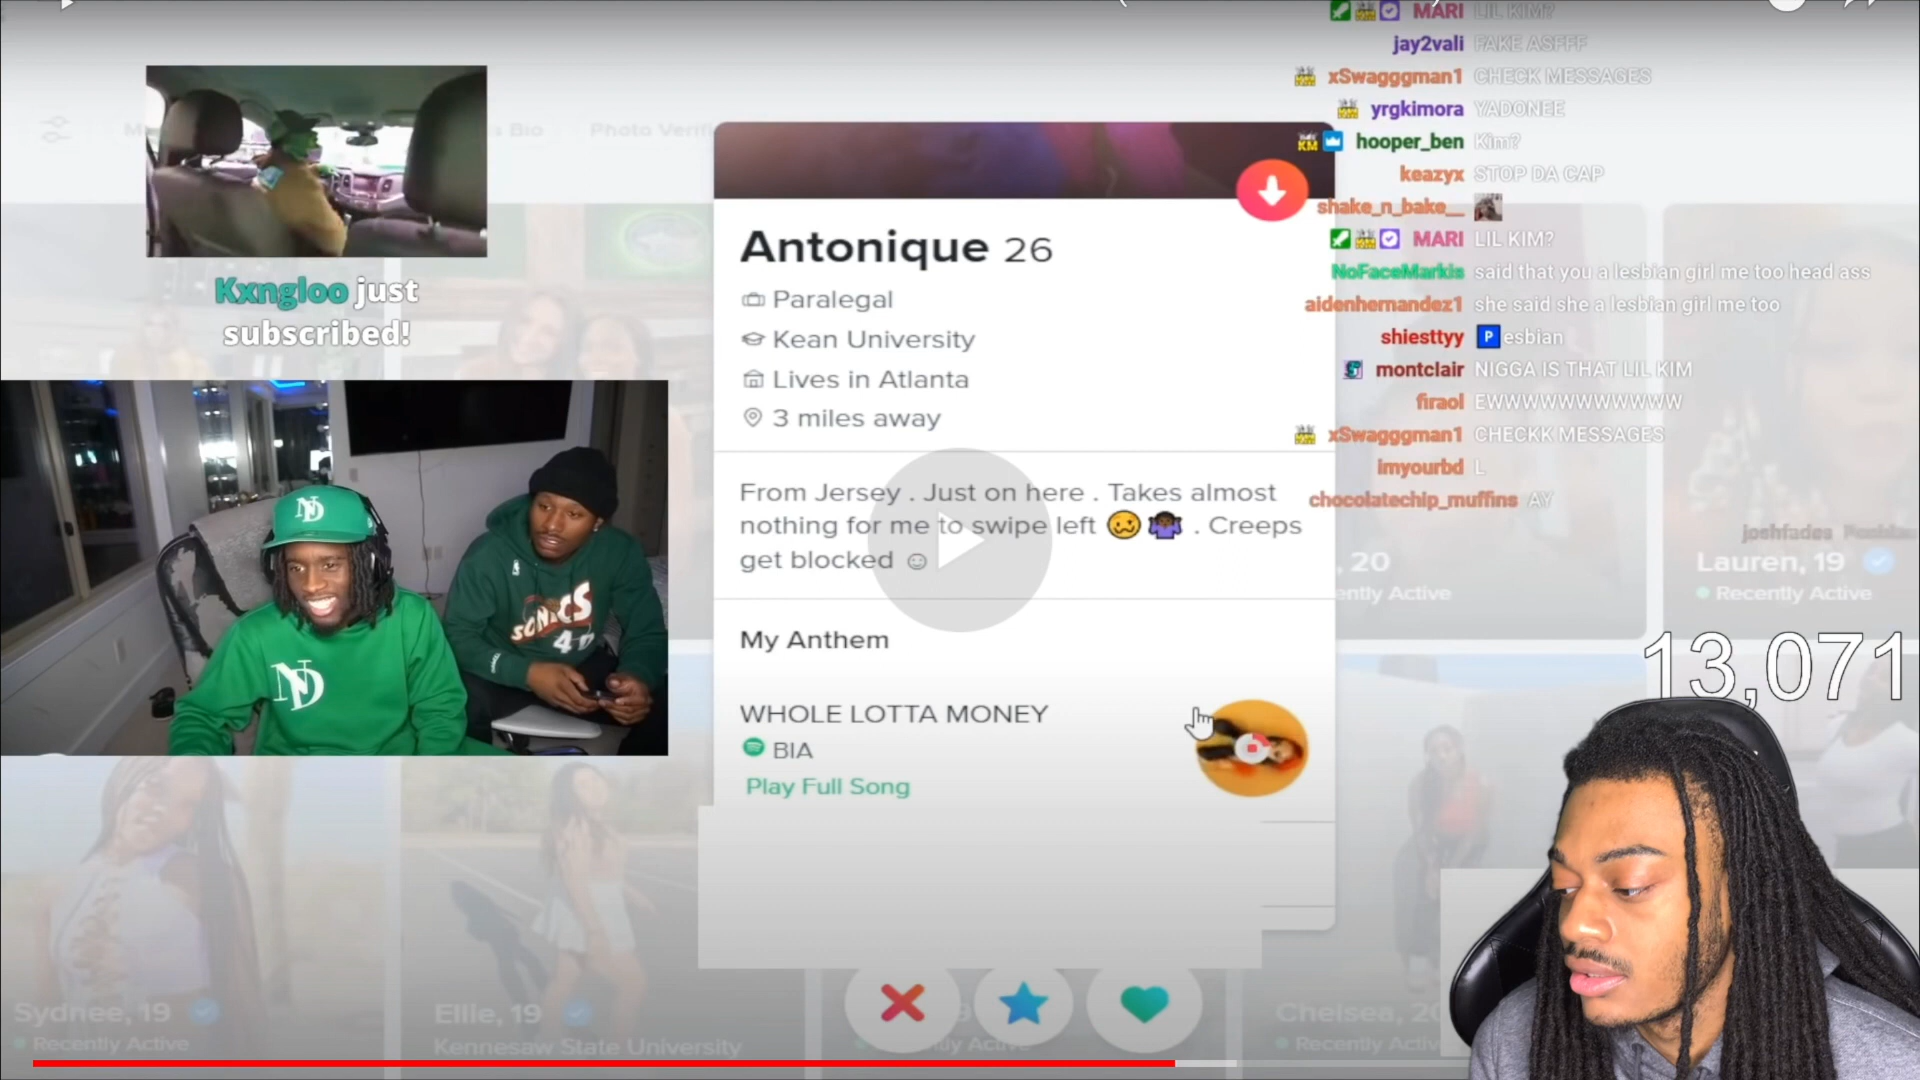 s Bio
Photo Verifi
Kxngloo just
subscribed!
ND
ND
SONICS
40
Antonique 26
Paralegal
Kean University
Lives in Atlanta
3 miles away
From Jersey . Just on here . Takes almost
nothing for me to swipe left 🥴 🤷🏿‍♀️ . Creeps
get blocked ☺
My Anthem
WHOLE LOTTA MONEY
BIA
Play Full Song
MARI LIL KIM?
jay2vali FAKE ASFFF
xSwagggman1 CHECK MESSAGES
yrgkimora YADONEE
hooper_ben Kim?
keazyx STOP DA CAP
shake_n_bake__
MARI LIL KIM?
NoFaceMarkis said that you a lesbian girl me too head ass
aidenhernandez1 she said she a lesbian girl me too
shiesttyy P esbian
montclair NIGGA IS THAT LIL KIM
firaol EWWWWWWWWWWW
xSwagggman1 CHECKK MESSAGES
imyourbd L
chocolatechip_muffins AY
joshfades
, 20
ently Active
Lauren, 19
Recently Active
13,071
Sydnee, 19
Recently Active
Ellie, 19
Kennesaw State University
Chelsea, 20
Recently Activ